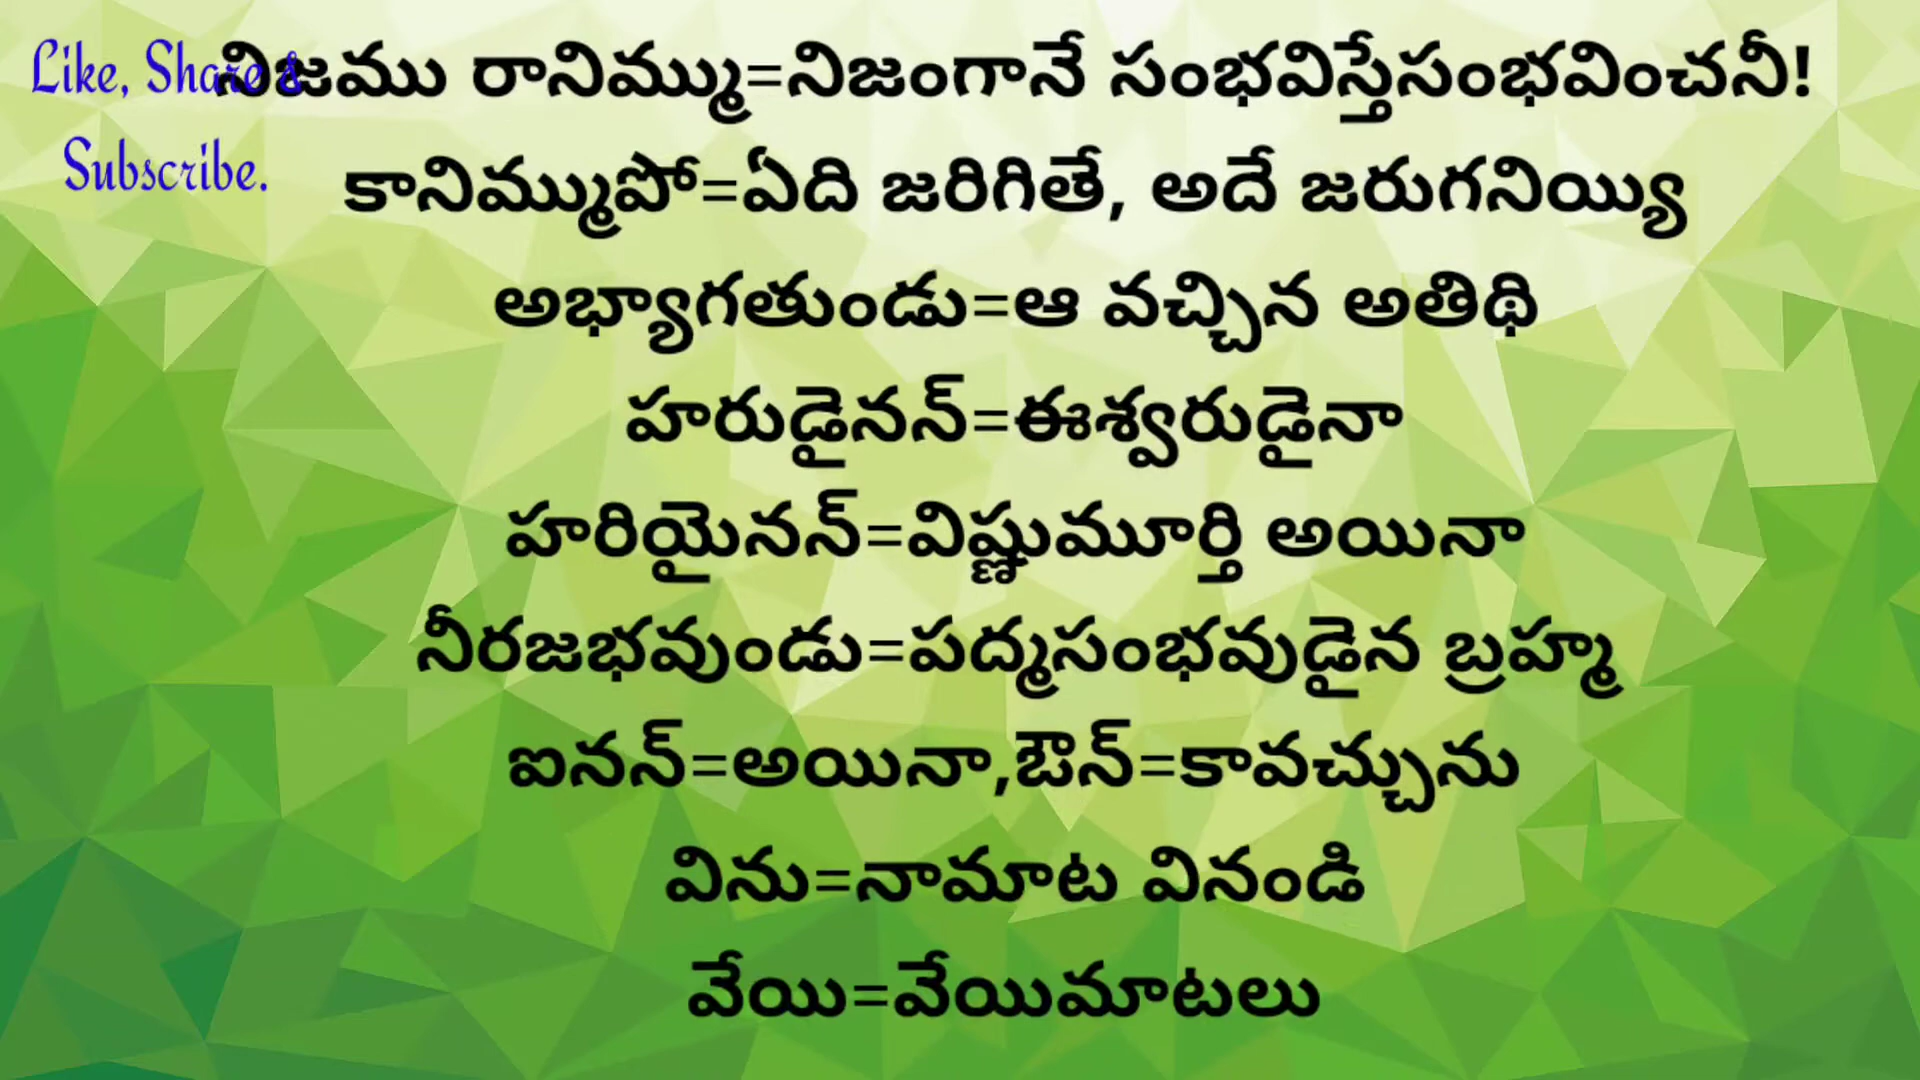 Like, Share &
Subscribe.
నిజము రానిమ్ము=నిజంగానే సంభవిస్తేసంభవించనీ!
కానిమ్ముపో=ఏది జరిగితే, అదే జరుగనియ్యి
అభ్యాగతుండు=ఆ వచ్చిన అతిథి
హరుడైనన్=ఈశ్వరుడైనా
హరియైనన్=విష్ణుమూర్తి అయినా
నీరజభవుండు=పద్మసంభవుడైన బ్రహ్మ
ఐనన్=అయినా,ఔన్=కావచ్చును
విను=నామాట వినండి
వేయి=వేయిమాటలు